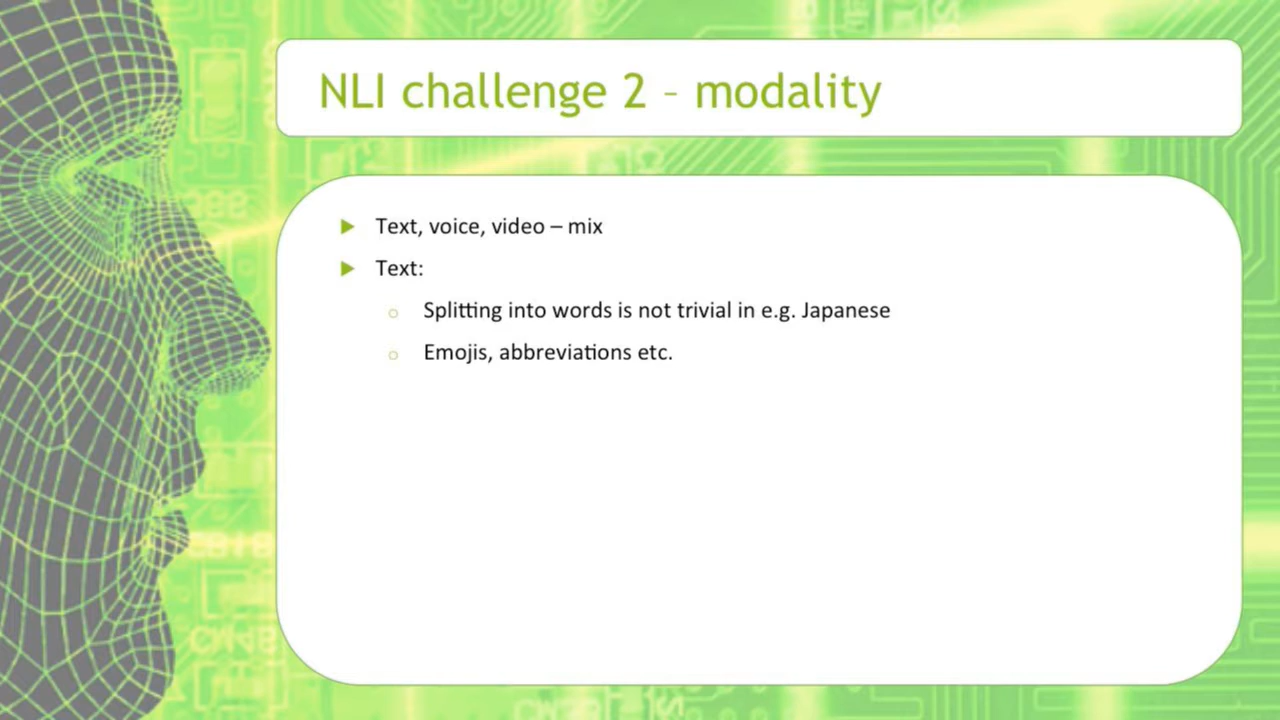 NLI challenge 2 – modality
Text, voice, video – mix
Text:
Splitting into words is not trivial in e.g. Japanese
Emojis, abbreviations etc.